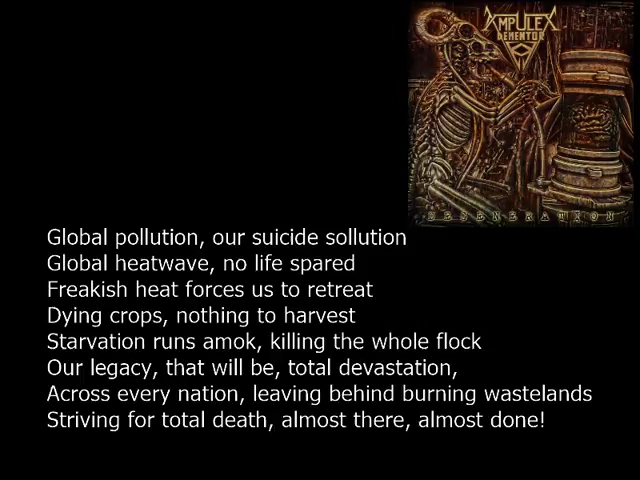 AMPULEX
DEMENTOR
DEGENERATION
Global pollution, our suicide sollution
Global heatwave, no life spared
Freakish heat forces us to retreat
Dying crops, nothing to harvest
Starvation runs amok, killing the whole flock
Our legacy, that will be, total devastation,
Across every nation, leaving behind burning wastelands
Striving for total death, almost there, almost done!